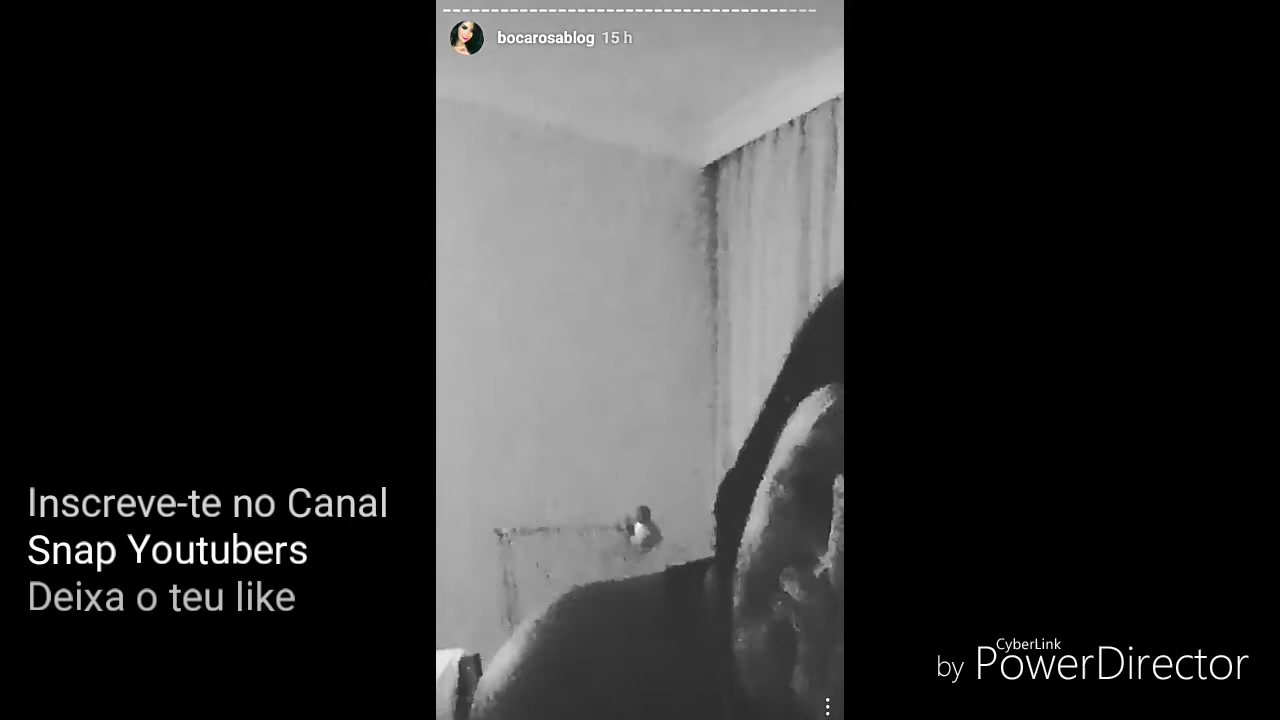 bocarosablog 15 h
Inscreve-te no Canal
Snap Youtubers
Deixa o teu like
CyberLink
by PowerDirector